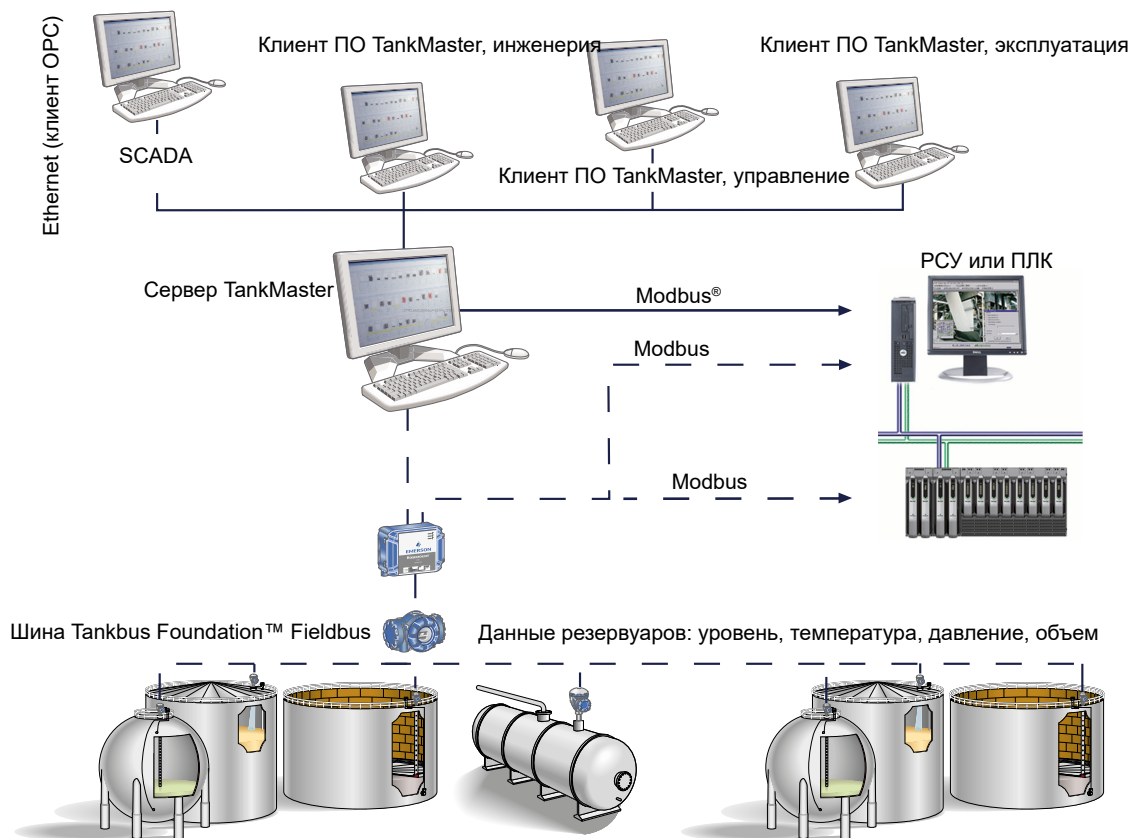 Ethernet (клиент OPC)
Клиент ПО TankMaster, инженерия
Клиент ПО TankMaster, эксплуатация
SCADA
Клиент ПО TankMaster, управление
Сервер TankMaster
РСУ или ПЛК
Modbus®
Modbus
Modbus
EMERSON
Шина Tankbus Foundation™ Fieldbus
Данные резервуаров: уровень, температура, давление, объем